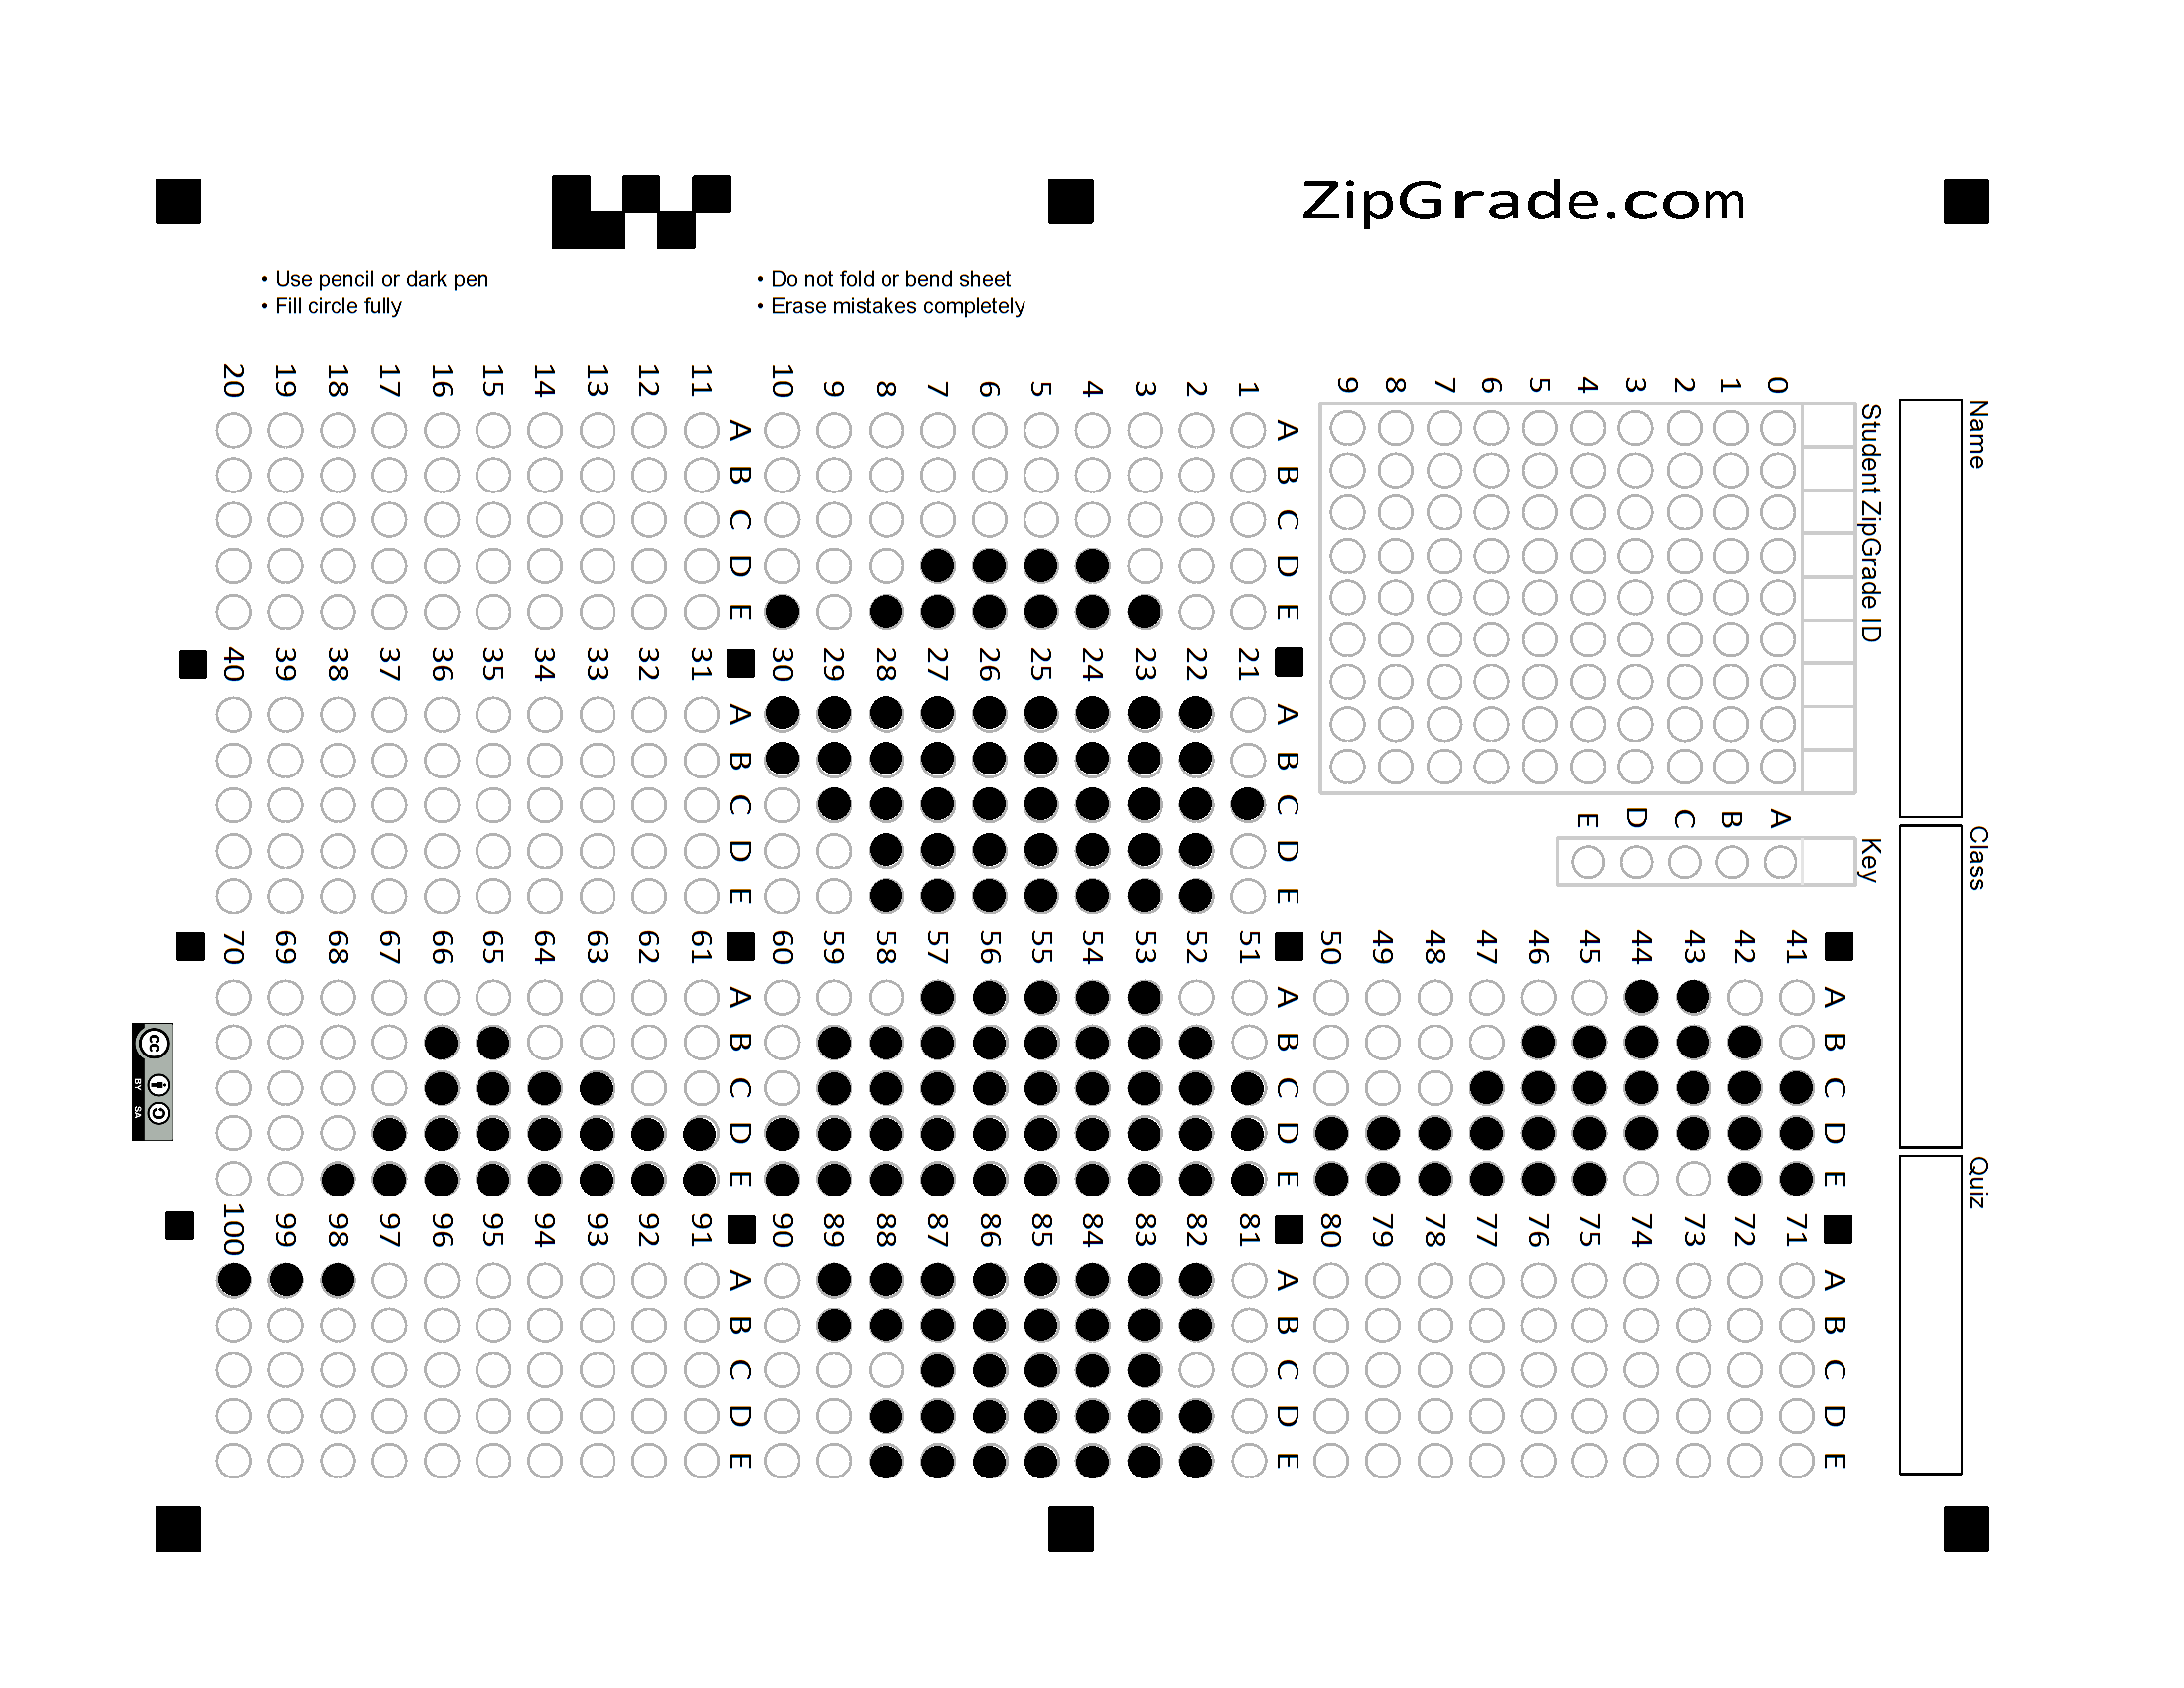 ZipGrade.com
• Use pencil or dark pen
• Fill circle fully
• Do not fold or bend sheet
• Erase mistakes completely
Name
Class
Quiz
Student ZipGrade ID
0 1 2 3 4 5 6 7 8 9
Key
A B C D E
1 2 3 4 5 6 7 8 9 10
A B C D E
11 12 13 14 15 16 17 18 19 20
A B C D E
21 22 23 24 25 26 27 28 29 30
A B C D E
31 32 33 34 35 36 37 38 39 40
A B C D E
41 42 43 44 45 46 47 48 49 50
A B C D E
51 52 53 54 55 56 57 58 59 60
A B C D E
61 62 63 64 65 66 67 68 69 70
A B C D E
71 72 73 74 75 76 77 78 79 80
A B C D E
81 82 83 84 85 86 87 88 89 90
A B C D E
91 92 93 94 95 96 97 98 99 100
A B C D E
cc
BY SA